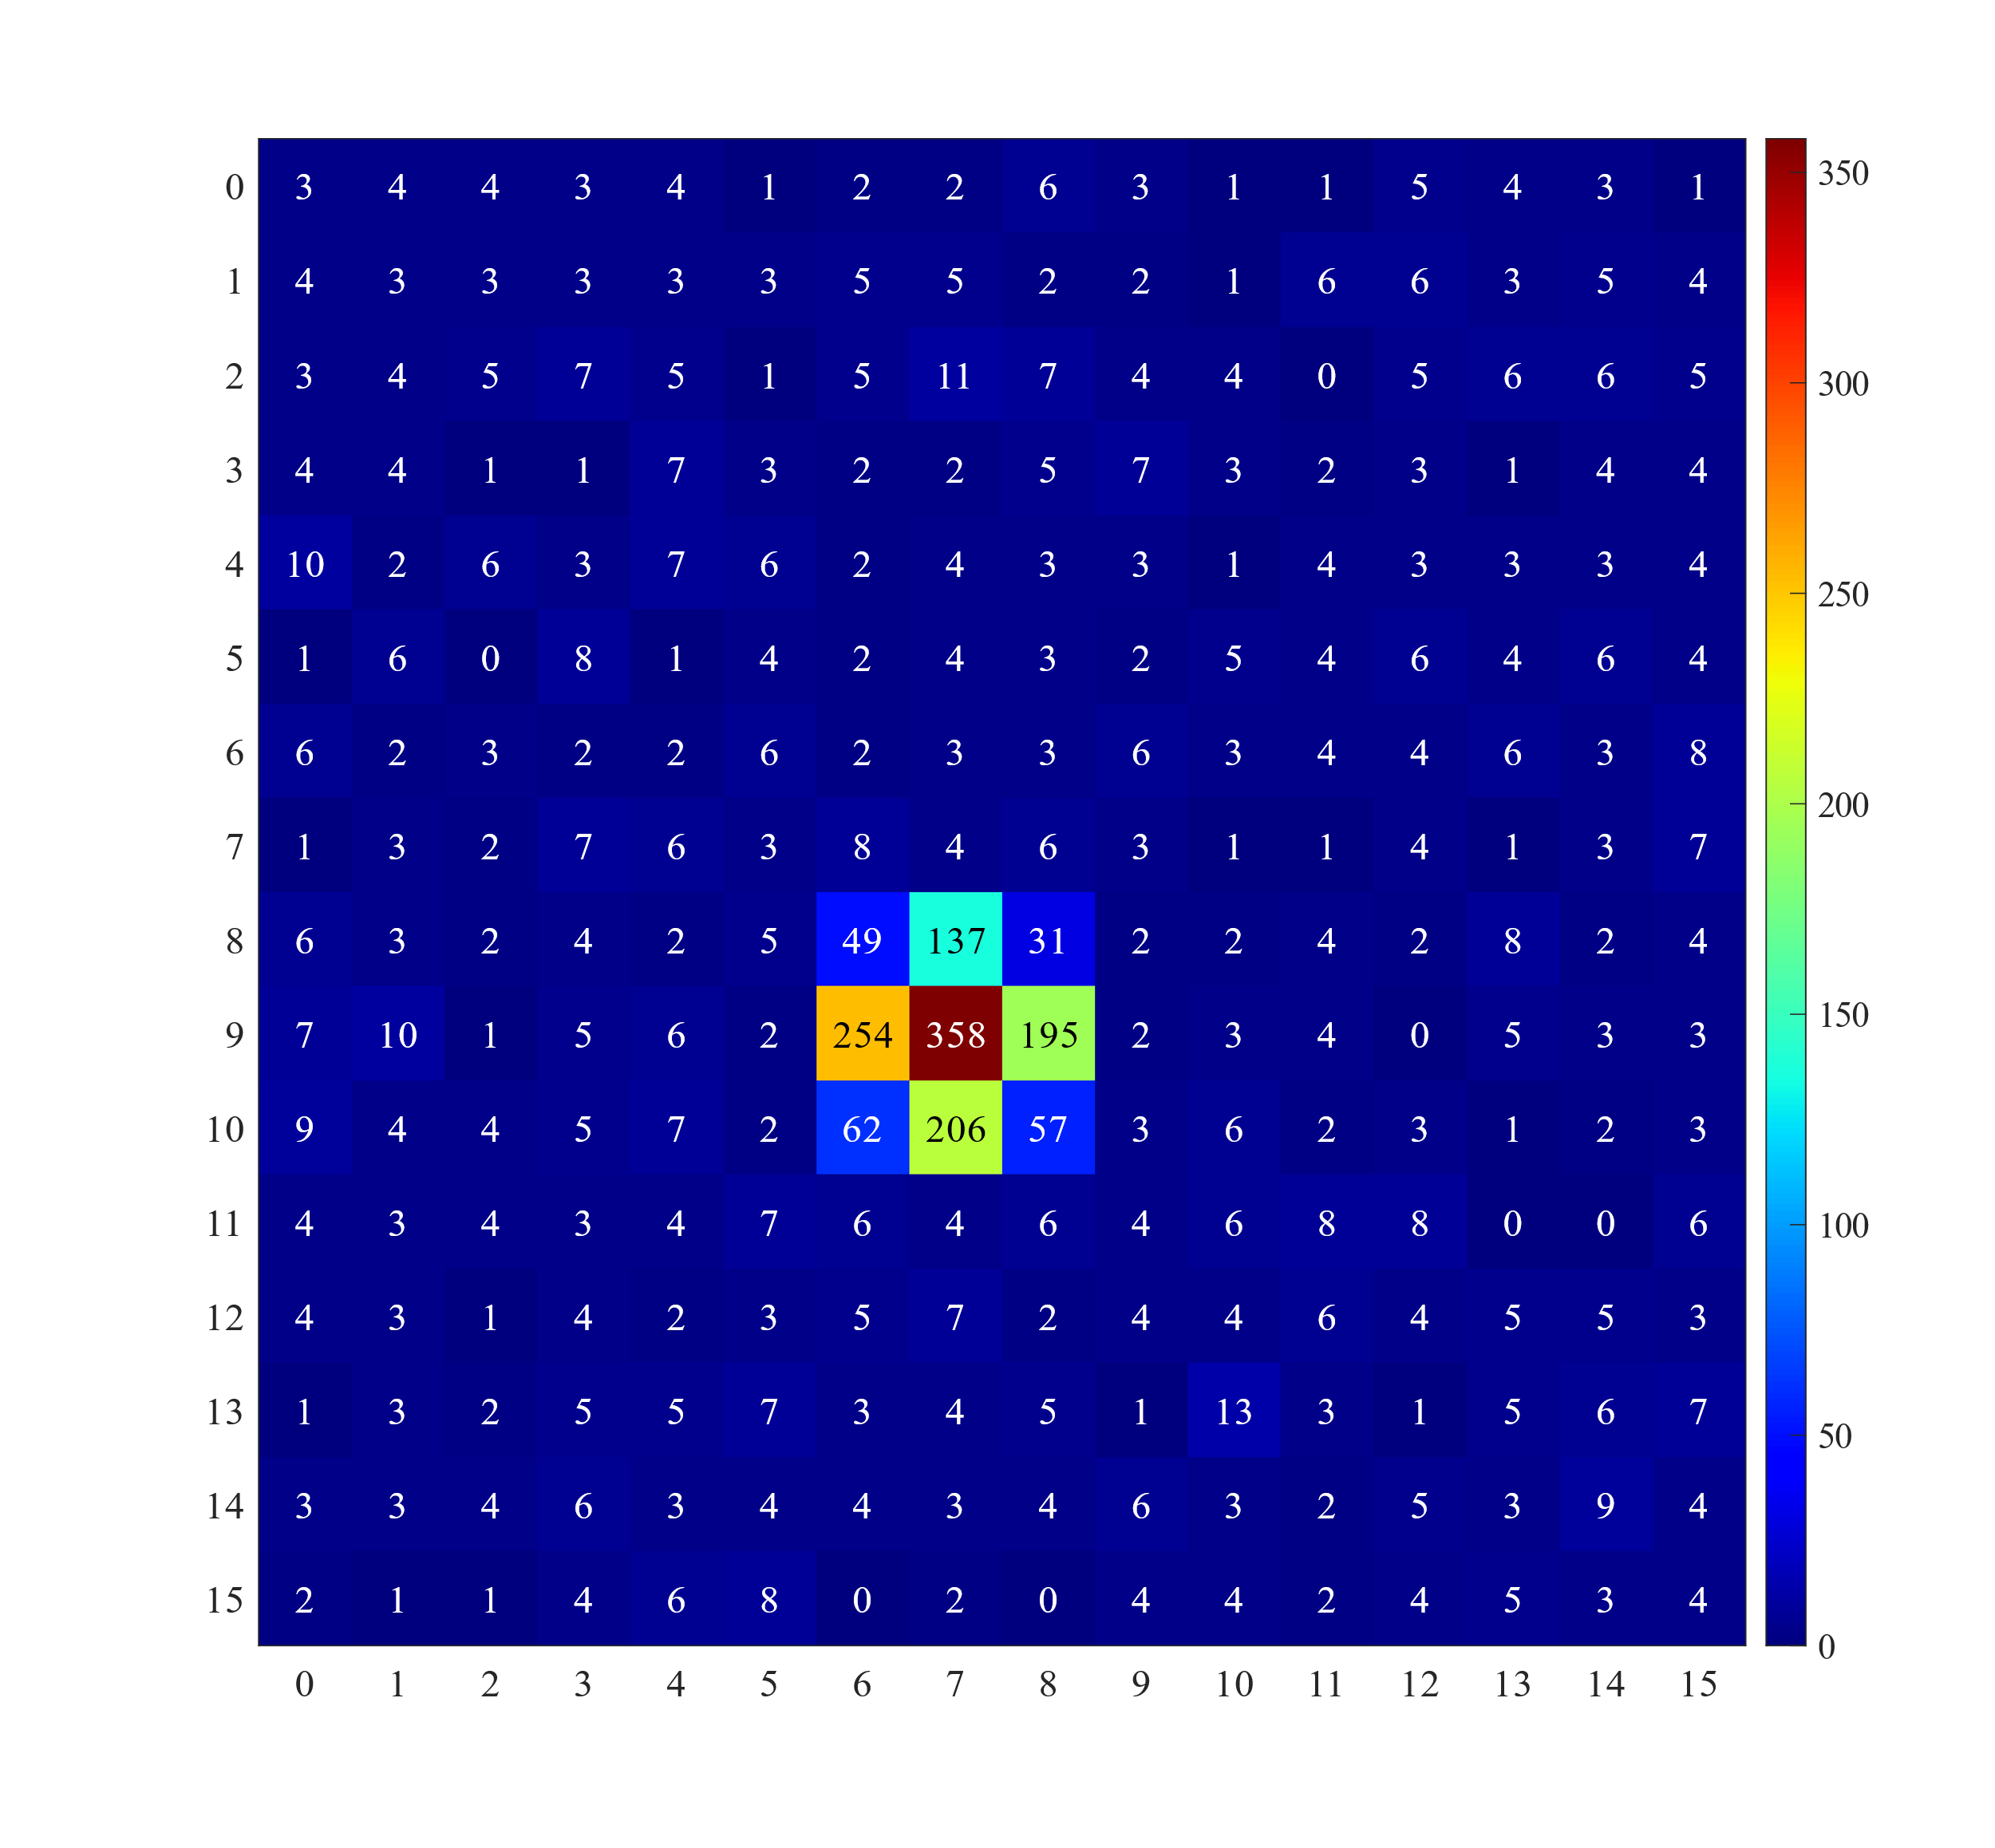 0 3 4 4 3 4 1 2 2 6 3 1 1 5 4 3 1
1 4 3 3 3 3 3 5 5 2 2 1 6 6 3 5 4
2 3 4 5 7 5 1 5 11 7 4 4 0 5 6 6 5
3 4 4 1 1 7 3 2 2 5 7 3 2 3 1 4 4
4 10 2 6 3 7 6 2 4 3 3 1 4 3 3 3 4
5 1 6 0 8 1 4 2 4 3 2 5 4 6 4 6 4
6 6 2 3 2 2 6 2 3 3 6 3 4 4 6 3 8
7 1 3 2 7 6 3 8 4 6 3 1 1 4 1 3 7
8 6 3 2 4 2 5 49 137 31 2 2 4 2 8 2 4
9 7 10 1 5 6 2 254 358 195 2 3 4 0 5 3 3
10 9 4 4 5 7 2 62 206 57 3 6 2 3 1 2 3
11 4 3 4 3 4 7 6 4 6 4 6 8 8 0 0 6
12 4 3 1 4 2 3 5 7 2 4 4 6 4 5 5 3
13 1 3 2 5 5 7 3 4 5 1 13 3 1 5 6 7
14 3 3 4 6 3 4 4 3 4 6 3 2 5 3 9 4
15 2 1 1 4 6 8 0 2 0 4 4 2 4 5 3 4
0 1 2 3 4 5 6 7 8 9 10 11 12 13 14 15
350
300
250
200
150
100
50
0